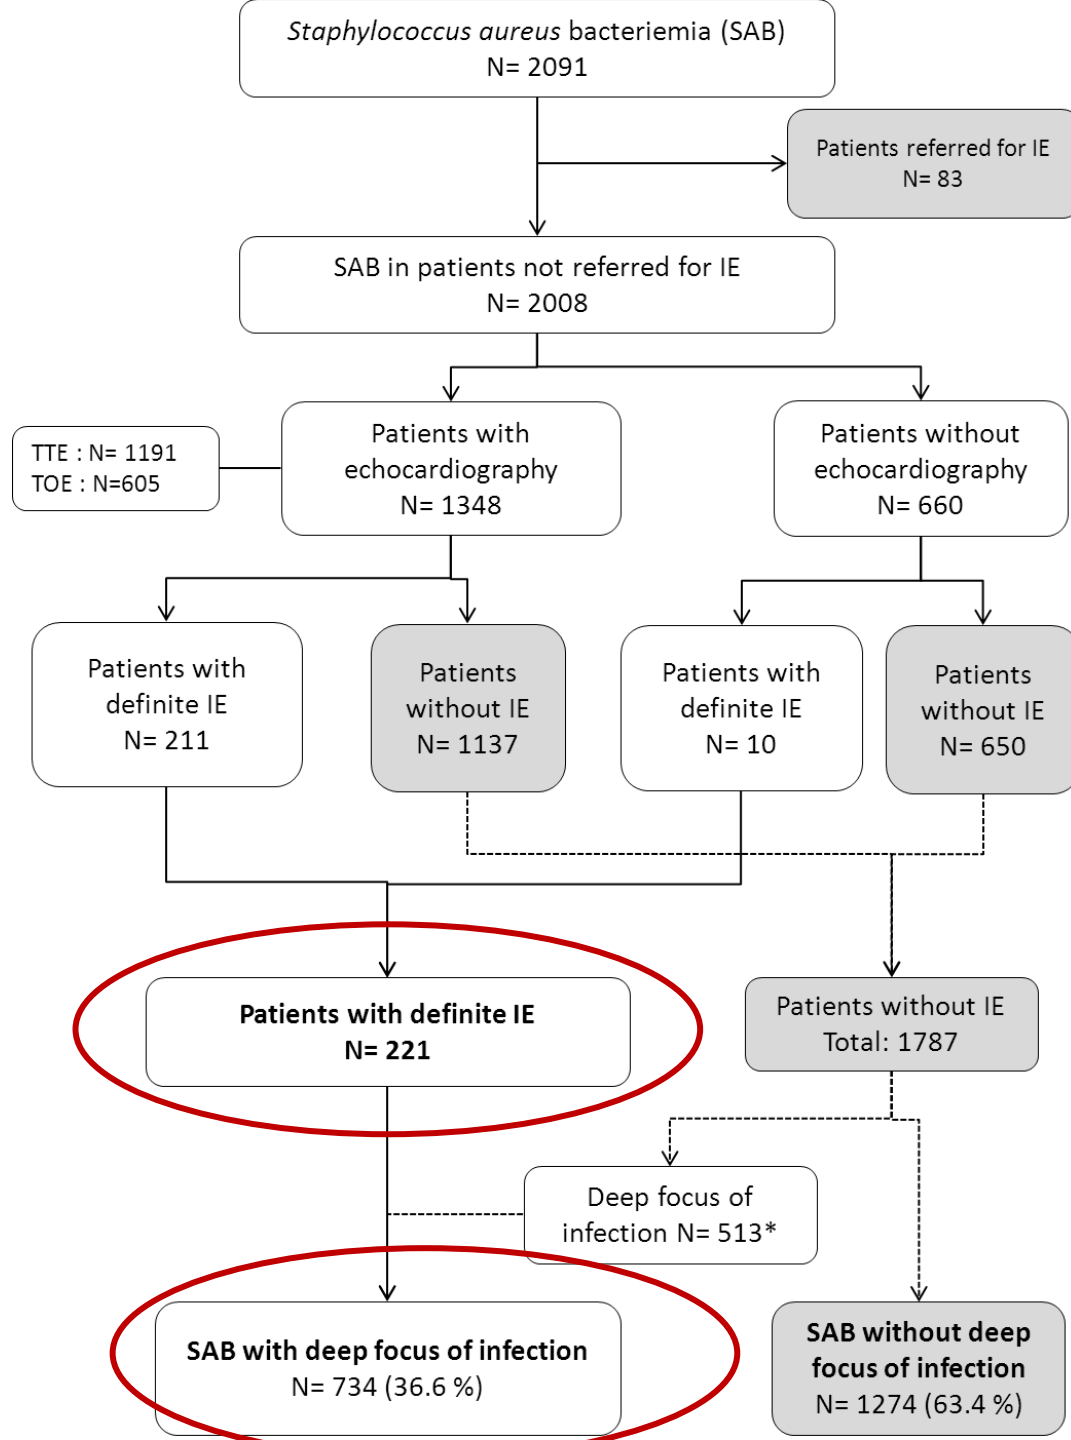 Staphylococcus aureus bacteriemia (SAB)
N= 2091
Patients referred for IE
N= 83
SAB in patients not referred for IE
N= 2008
TTE : N= 1191
TOE : N=605
Patients with
echocardiography
N= 1348
Patients without
echocardiography
N= 660
Patients with
definite IE
N= 211
Patients
without IE
N= 1137
Patients with
definite IE
N= 10
Patients
without IE
N= 650
Patients with definite IE
N= 221
Patients without IE
Total: 1787
Deep focus of
infection N= 513*
SAB with deep focus of infection
N= 734 (36.6 %)
SAB without deep
focus of infection
N= 1274 (63.4 %)